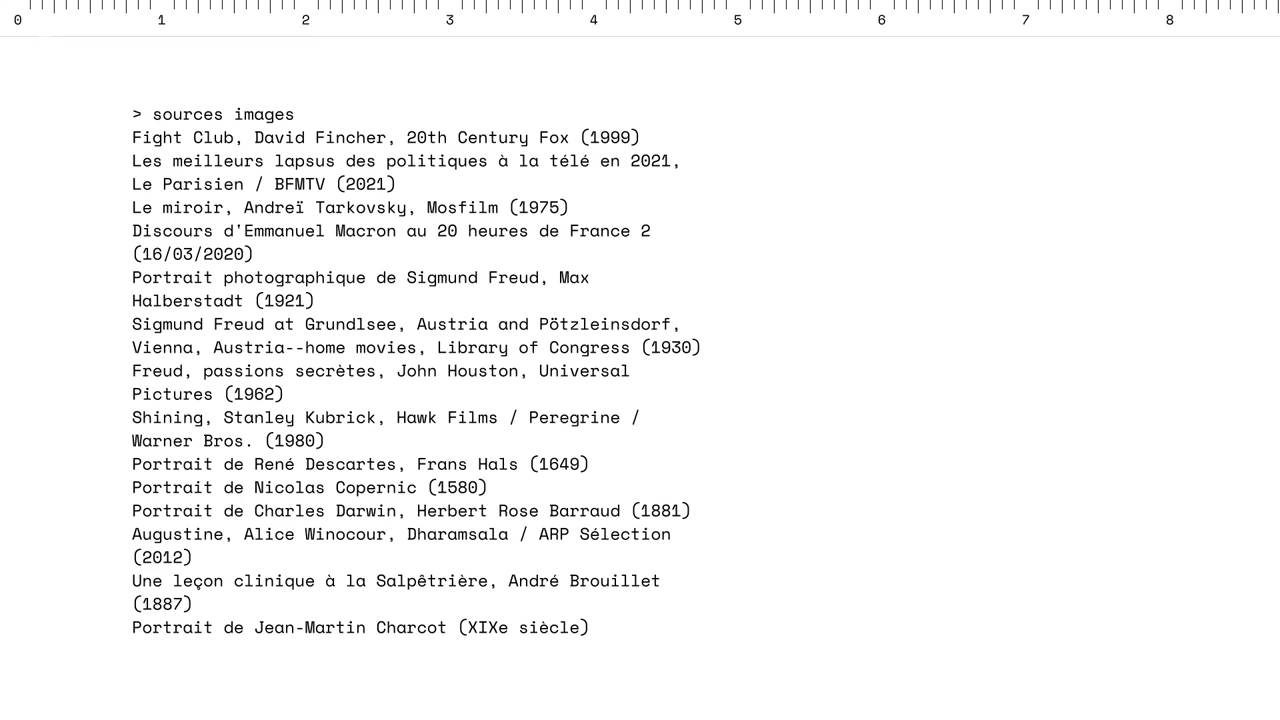 0 1 2 3 4 5 6 7 8
> sources images
Fight Club, David Fincher, 20th Century Fox (1999)
Les meilleurs lapsus des politiques à la télé en 2021,
Le Parisien / BFMTV (2021)
Le miroir, Andreï Tarkovsky, Mosfilm (1975)
Discours d'Emmanuel Macron au 20 heures de France 2
(16/03/2020)
Portrait photographique de Sigmund Freud, Max
Halberstadt (1921)
Sigmund Freud at Grundlsee, Austria and Pötzleinsdorf,
Vienna, Austria--home movies, Library of Congress (1930)
Freud, passions secrètes, John Houston, Universal
Pictures (1962)
Shining, Stanley Kubrick, Hawk Films / Peregrine /
Warner Bros. (1980)
Portrait de René Descartes, Frans Hals (1649)
Portrait de Nicolas Copernic (1580)
Portrait de Charles Darwin, Herbert Rose Barraud (1881)
Augustine, Alice Winocour, Dharamsala / ARP Sélection
(2012)
Une leçon clinique à la Salpêtrière, André Brouillet
(1887)
Portrait de Jean-Martin Charcot (XIXe siècle)